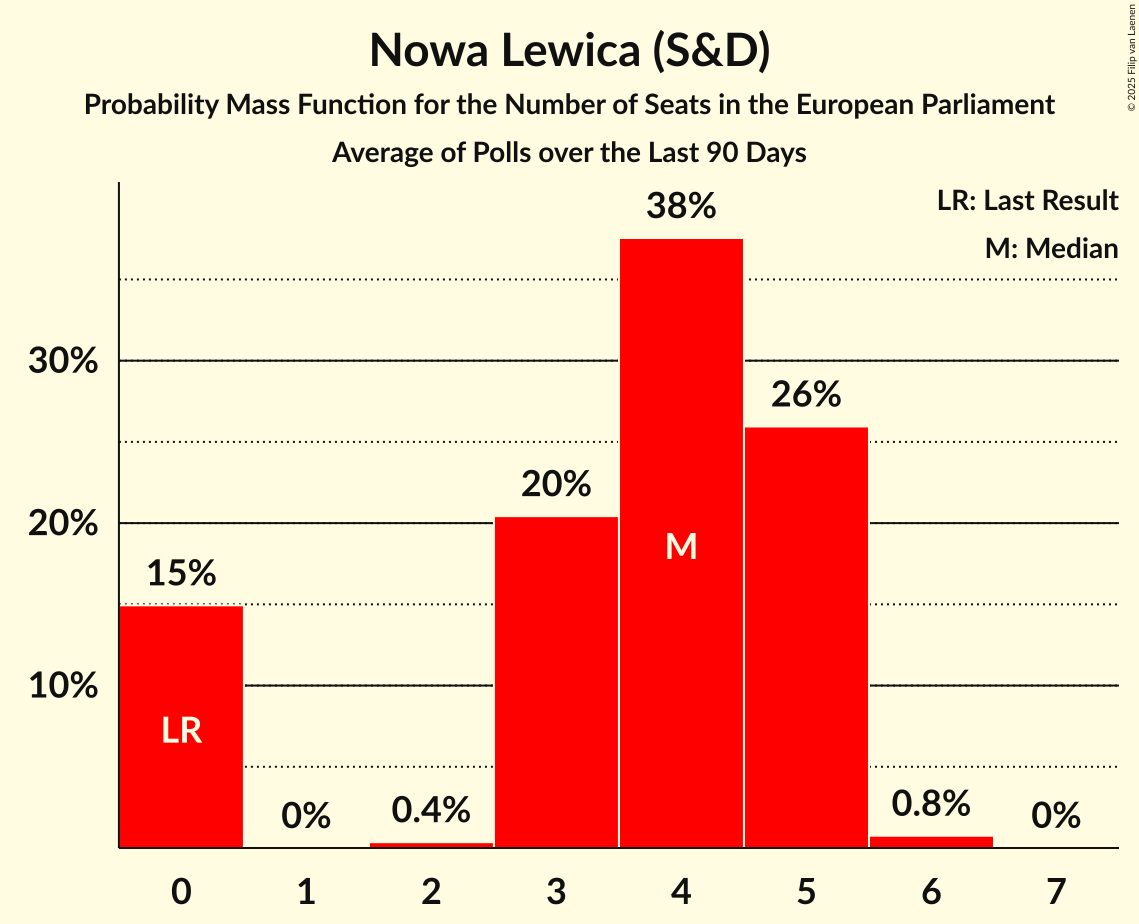 Nowa Lewica (S&D)
Probability Mass Function for the Number of Seats in the European Parliament
Average of Polls over the Last 90 Days
© 2025 Filip van Laenen
LR: Last Result
M: Median
38%
30%
26%
20%
20%
M
15%
10%
LR
0%
0.4%
0.8%
0%
0 1 2 3 4 5 6 7